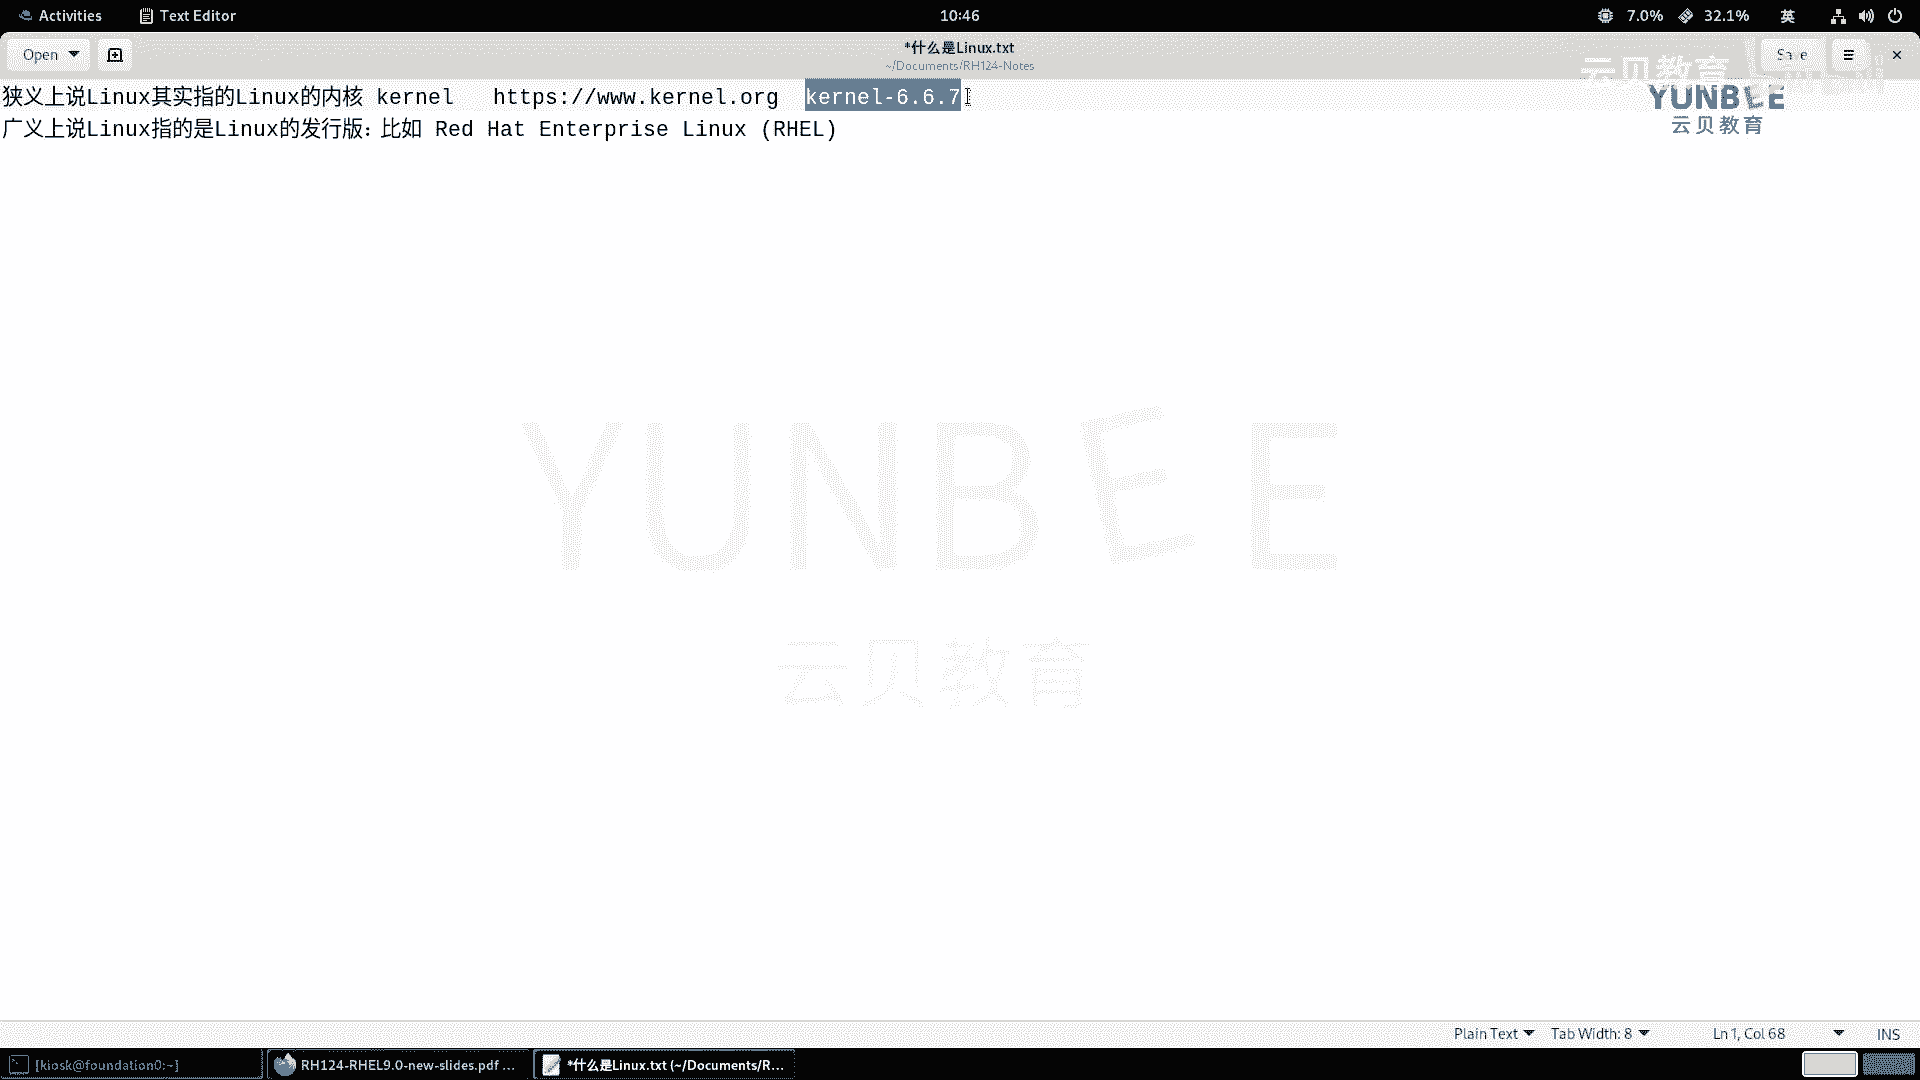 Activities Text Editor 10:46 7.0% 32.1% 英
Open *什么是Linux.txt Save
~/Documents/RH124-Notes
云贝教育
狭义上说Linux其实指的Linux的内核 kernel https://www.kernel.org kernel-6.6.7
YUNBEE
广义上说Linux指的是Linux的发行版：比如 Red Hat Enterprise Linux (RHEL)
云贝教育
YUNBEE
云贝教育
Plain Text Tab Width: 8 Ln 1, Col 68 INS
[kiosk@foundation0:~] RH124-RHEL9.0-new-slides.pdf ... *什么是Linux.txt (~/Documents/R...